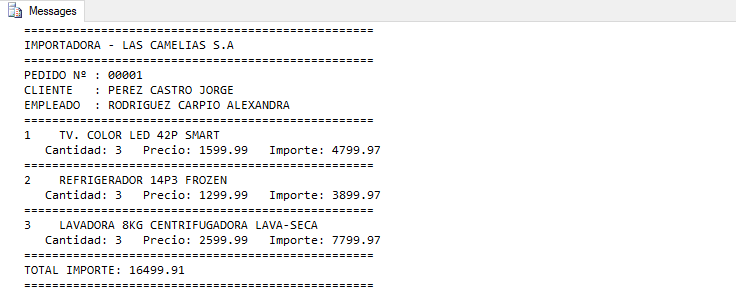 Messages
==================================================
IMPORTADORA - LAS CAMELIAS S.A
==================================================
PEDIDO Nº : 00001
CLIENTE   : PEREZ CASTRO JORGE
EMPLEADO  : RODRIGUEZ CARPIO ALEXANDRA
==================================================
1    TV. COLOR LED 42P SMART
   Cantidad: 3   Precio: 1599.99   Importe: 4799.97
==================================================
2    REFRIGERADOR 14P3 FROZEN
   Cantidad: 3   Precio: 1299.99   Importe: 3899.97
==================================================
3    LAVADORA 8KG CENTRIFUGADORA LAVA-SECA
   Cantidad: 3   Precio: 2599.99   Importe: 7799.97
==================================================
TOTAL IMPORTE: 16499.91
==================================================